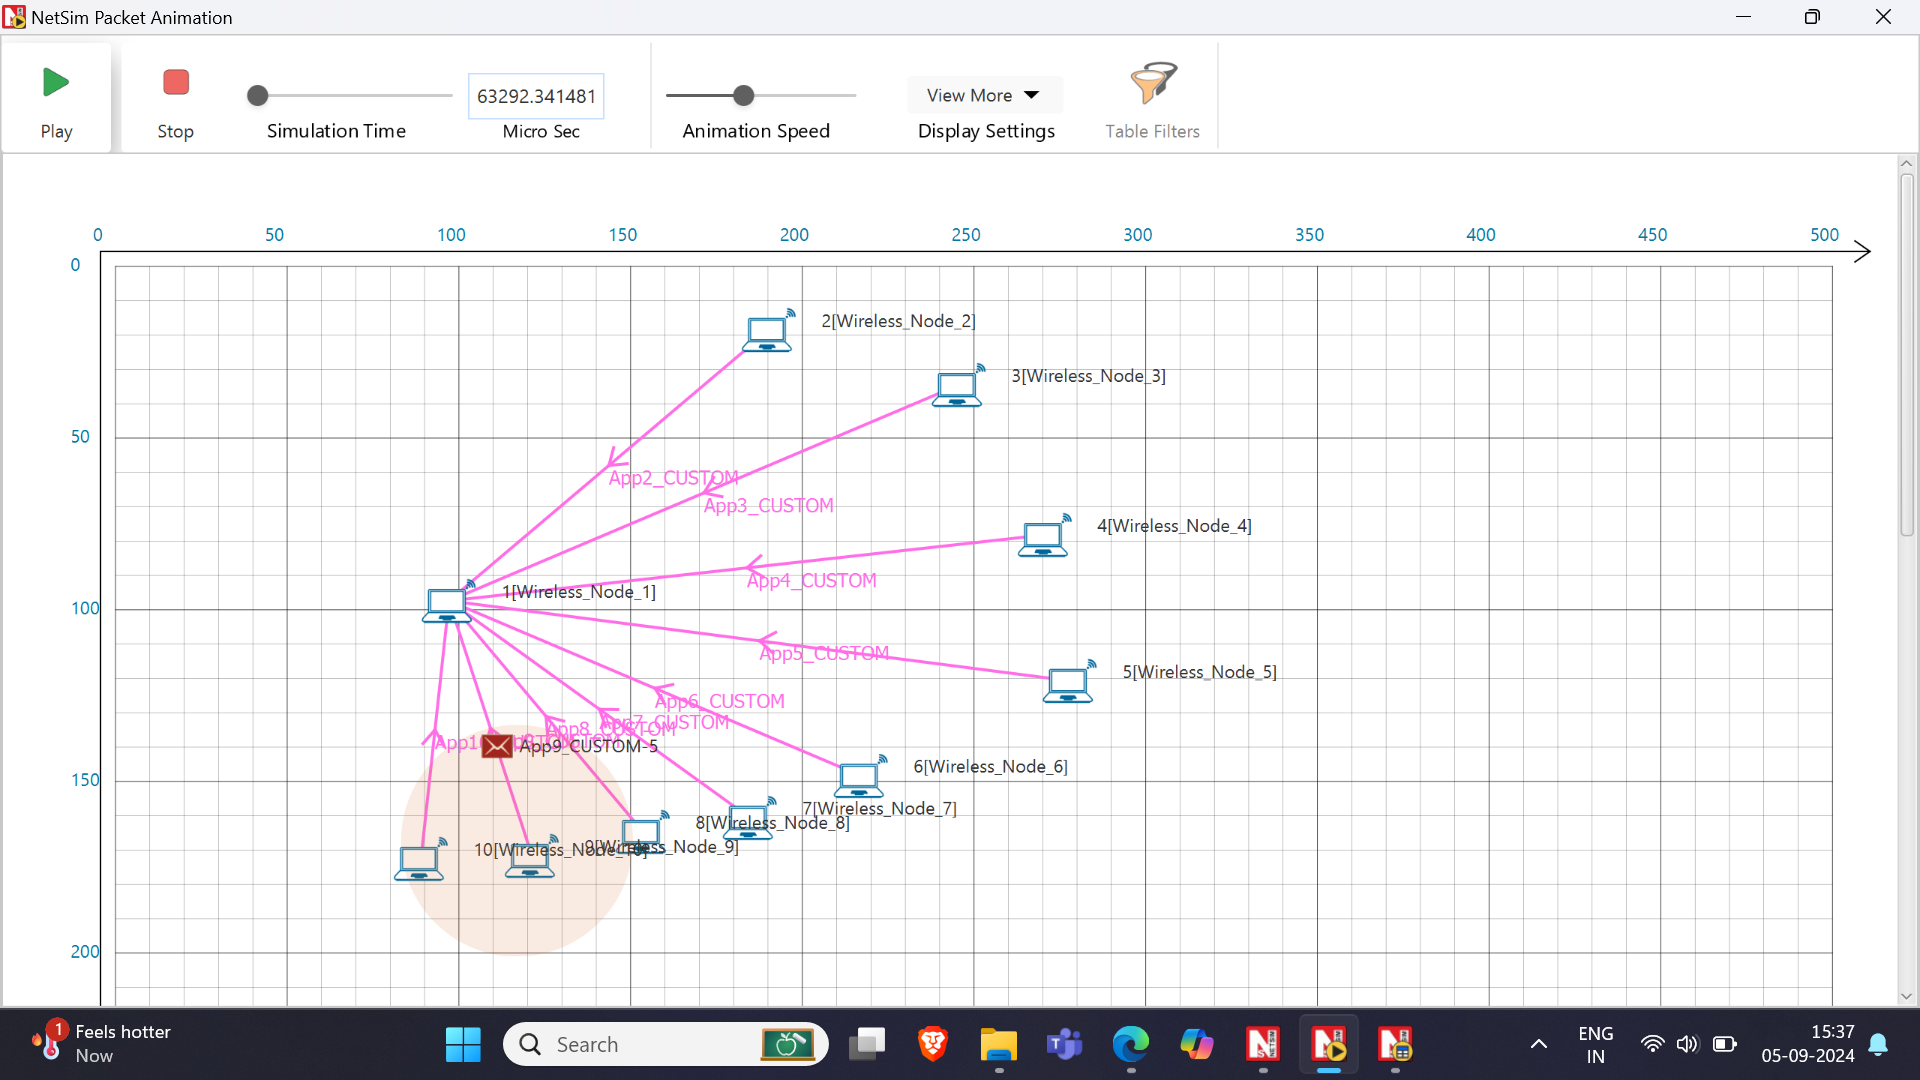 NetSim Packet Animation
Play
Stop
Simulation Time
63292.341481
Micro Sec
Animation Speed
View More
Display Settings
Table Filters
0 50 100 150 200 250 300 350 400 450 500
0
2[Wireless_Node_2]
3[Wireless_Node_3]
50
App2_CUSTOM
App3_CUSTOM
4[Wireless_Node_4]
App4_CUSTOM
1[Wireless_Node_1]
100
App5_CUSTOM
5[Wireless_Node_5]
App6_CUSTOM
App7_CUSTOM
App8_CUSTOM
App9_CUSTOM-5
6[Wireless_Node_6]
150
7[Wireless_Node_7]
8[Wireless_Node_8]
9[Wireless_Node_9]
10[Wireless_Node_10]
200
1
Feels hotter
Now
Search
ENG
IN
15:37
05-09-2024